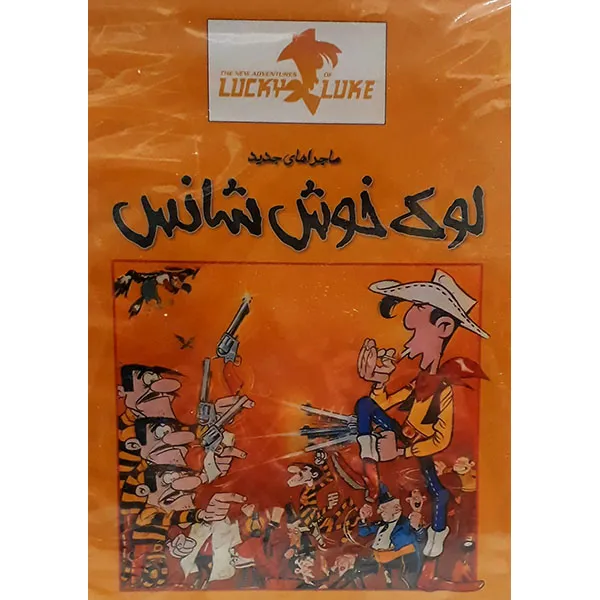 THE NEW ADVENTURES OF
LUCKY LUKE
ماجراهای جدید
لوک خوش شانس